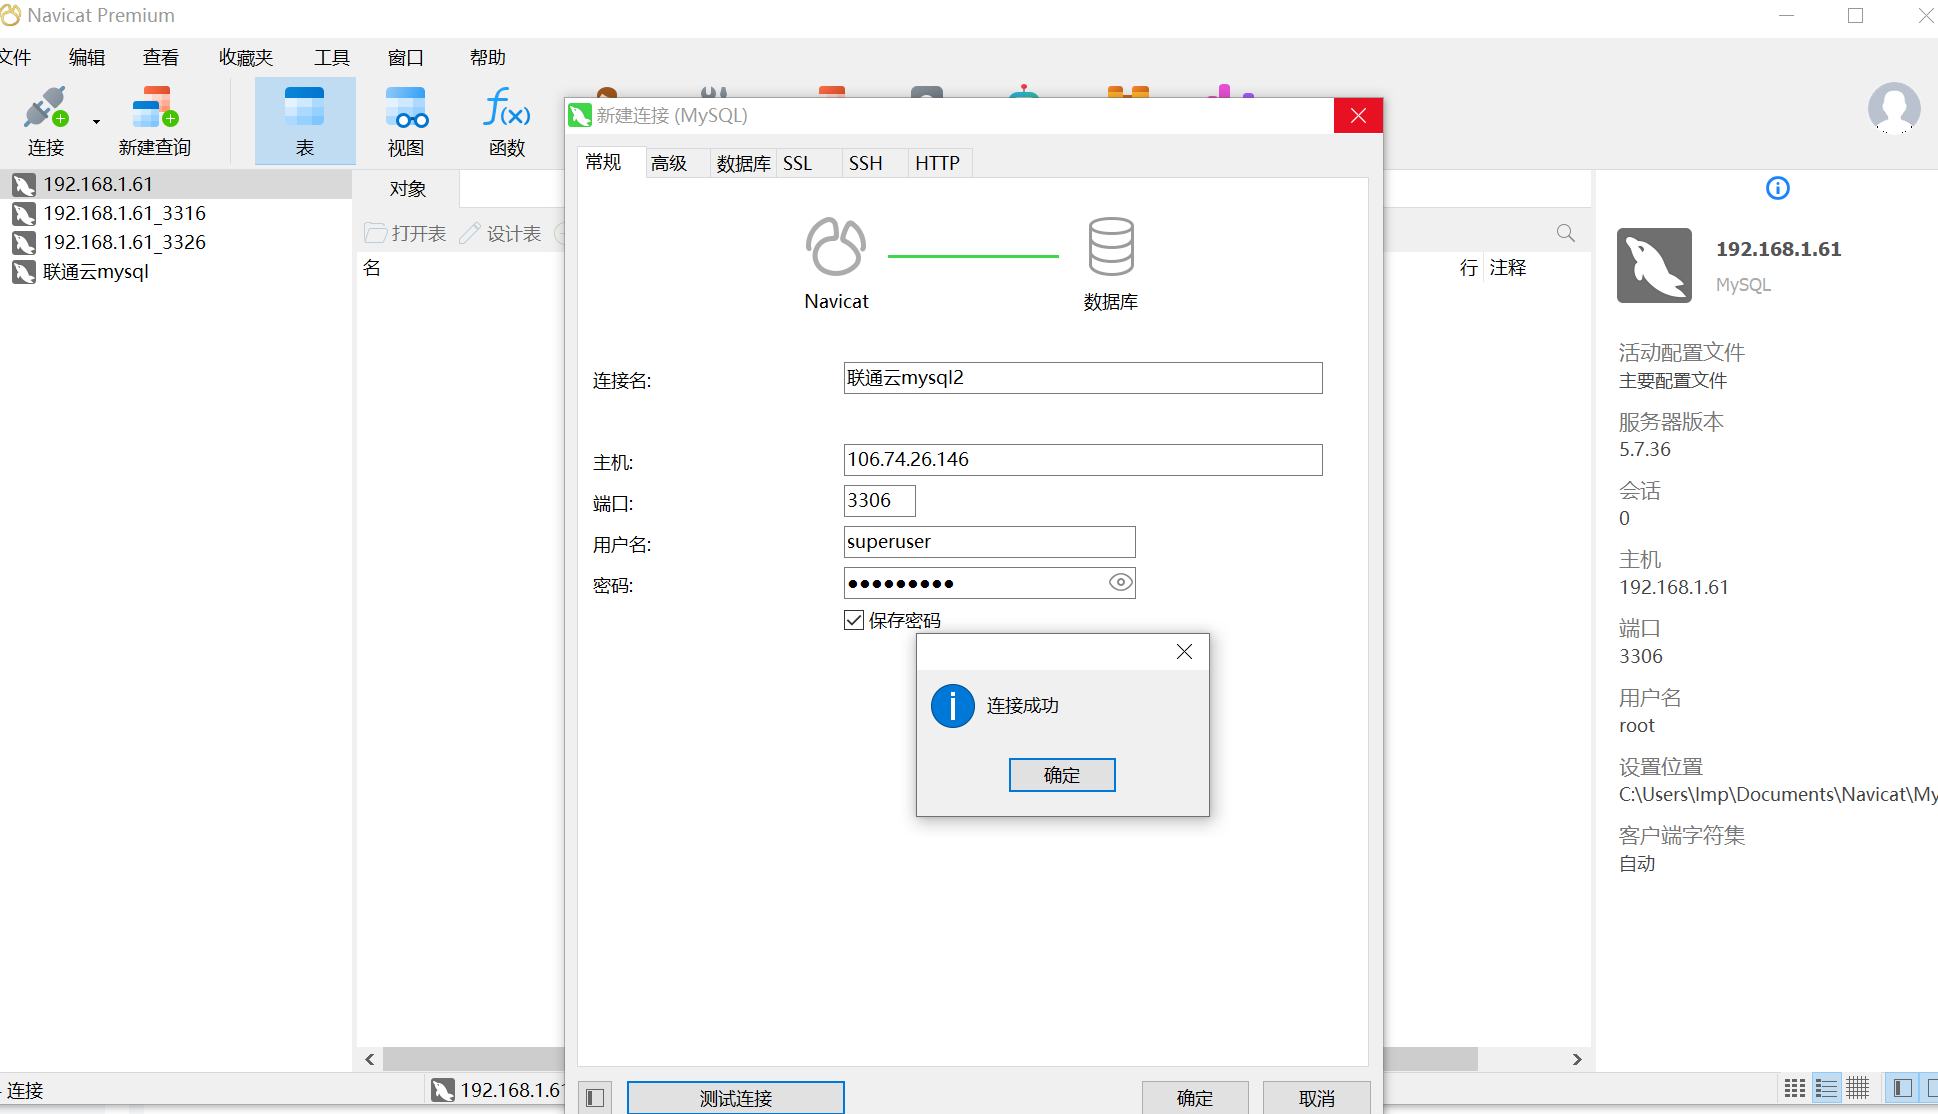 Navicat Premium
文件 编辑 查看 收藏夹 工具 窗口 帮助
连接 新建查询 表 视图 函数
新建连接 (MySQL)
常规 高级 数据库 SSL SSH HTTP
192.168.1.61
192.168.1.61_3316
192.168.1.61_3326
联通云mysql
对象
打开表 设计表
名
行 注释
Navicat 数据库
连接名: 联通云mysql2
主机: 106.74.26.146
端口: 3306
用户名: superuser
密码: ●●●●●●●●●
保存密码
连接成功
确定
测试连接 确定 取消
192.168.1.61
MySQL
活动配置文件
主要配置文件
服务器版本
5.7.36
会话
0
主机
192.168.1.61
端口
3306
用户名
root
设置位置
C:\Users\lmp\Documents\Navicat\My
客户端字符集
自动
连接 192.168.1.61